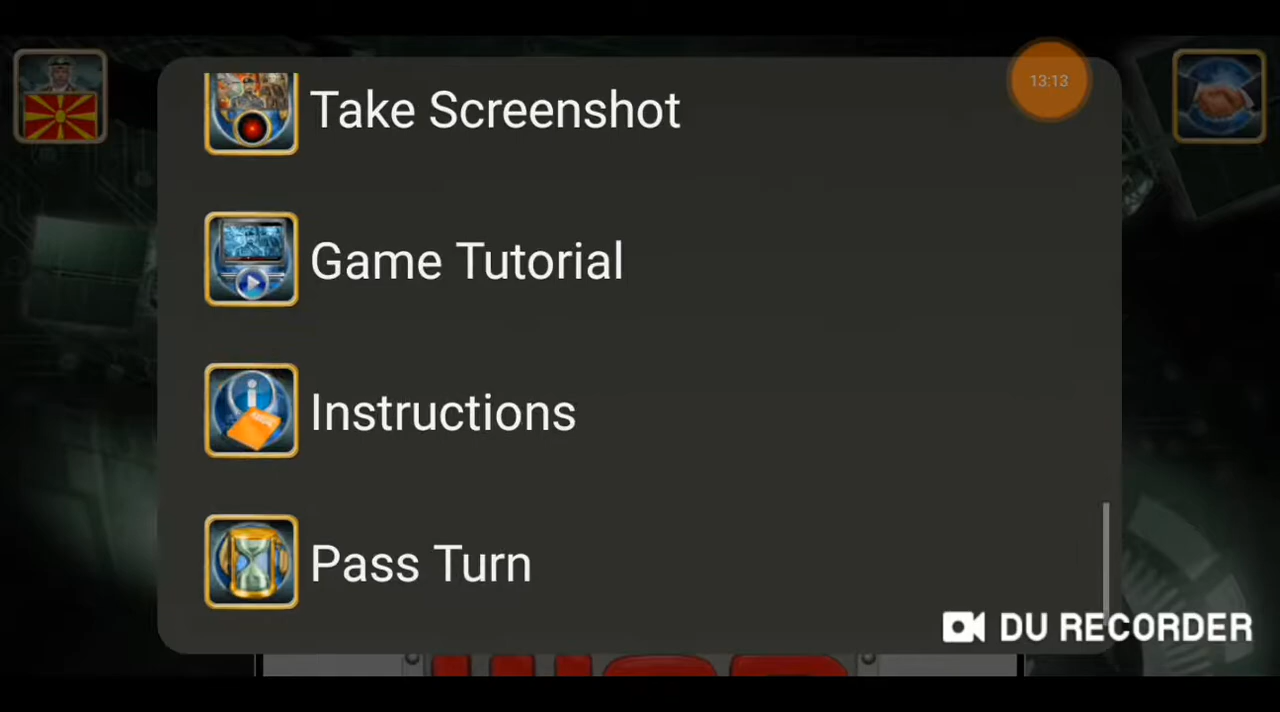 13:13
Take Screenshot
Game Tutorial
Instructions
Pass Turn
DU RECORDER